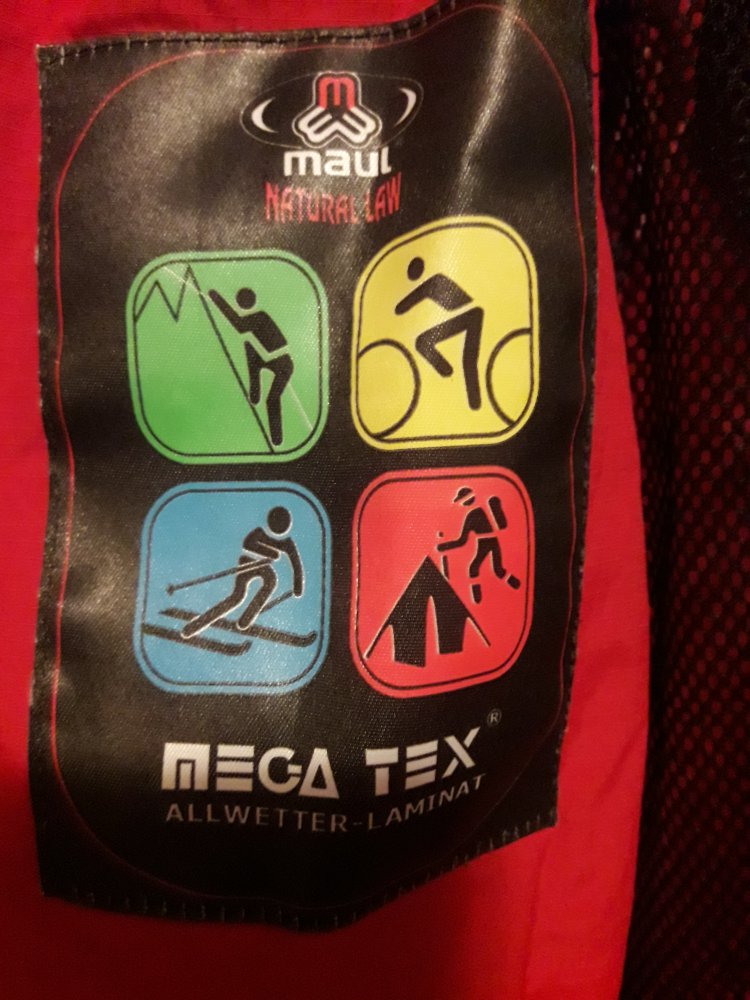 maul
NATURAL LAW
MEGA TEX®
ALLWETTER-LAMINAT